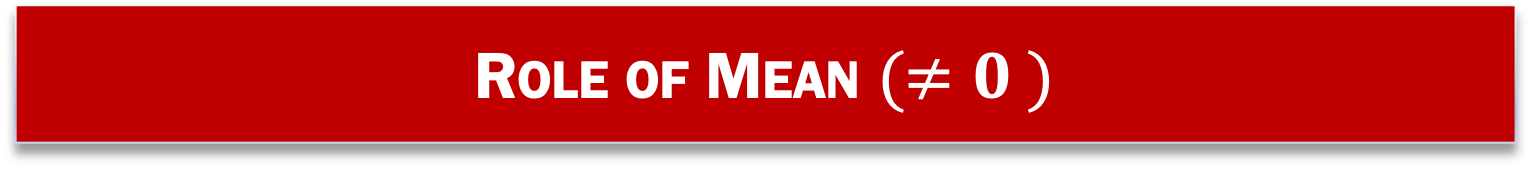 ROLE OF MEAN (≠ 0 )